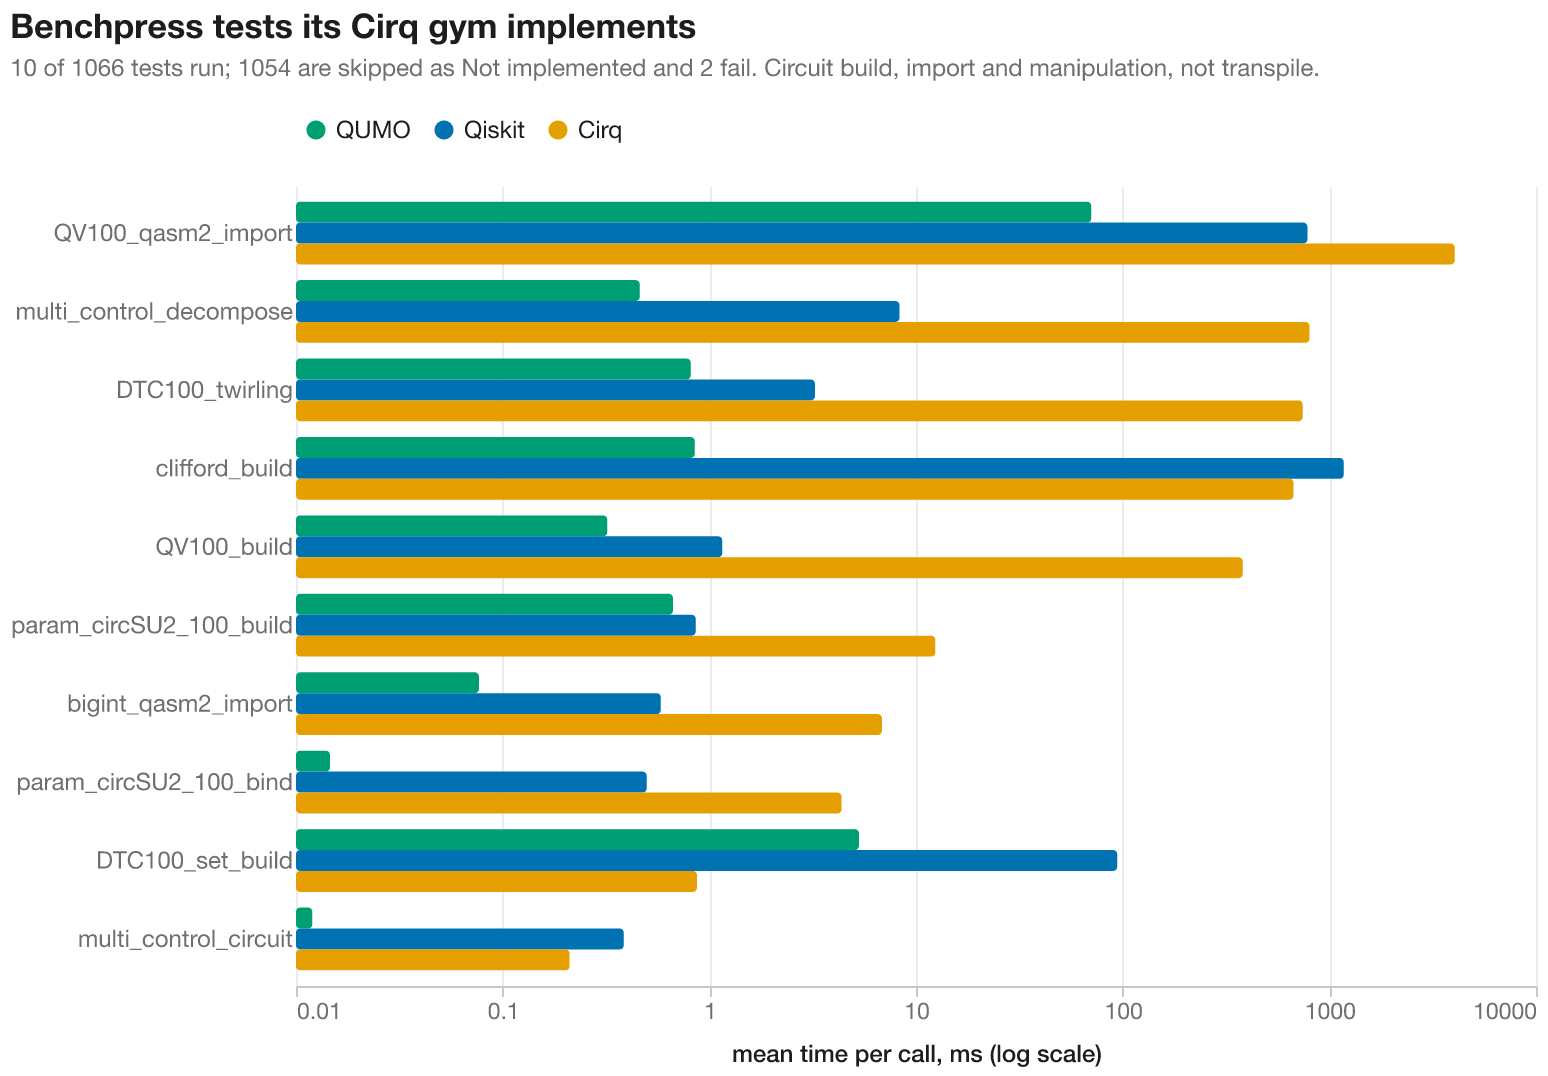 Benchpress tests its Cirq gym implements
10 of 1066 tests run; 1054 are skipped as Not implemented and 2 fail. Circuit build, import and manipulation, not transpile.
QUMO Qiskit Cirq
QV100_qasm2_import
multi_control_decompose
DTC100_twirling
clifford_build
QV100_build
param_circSU2_100_build
bigint_qasm2_import
param_circSU2_100_bind
DTC100_set_build
multi_control_circuit
0.01 0.1 1 10 100 1000 10000
mean time per call, ms (log scale)